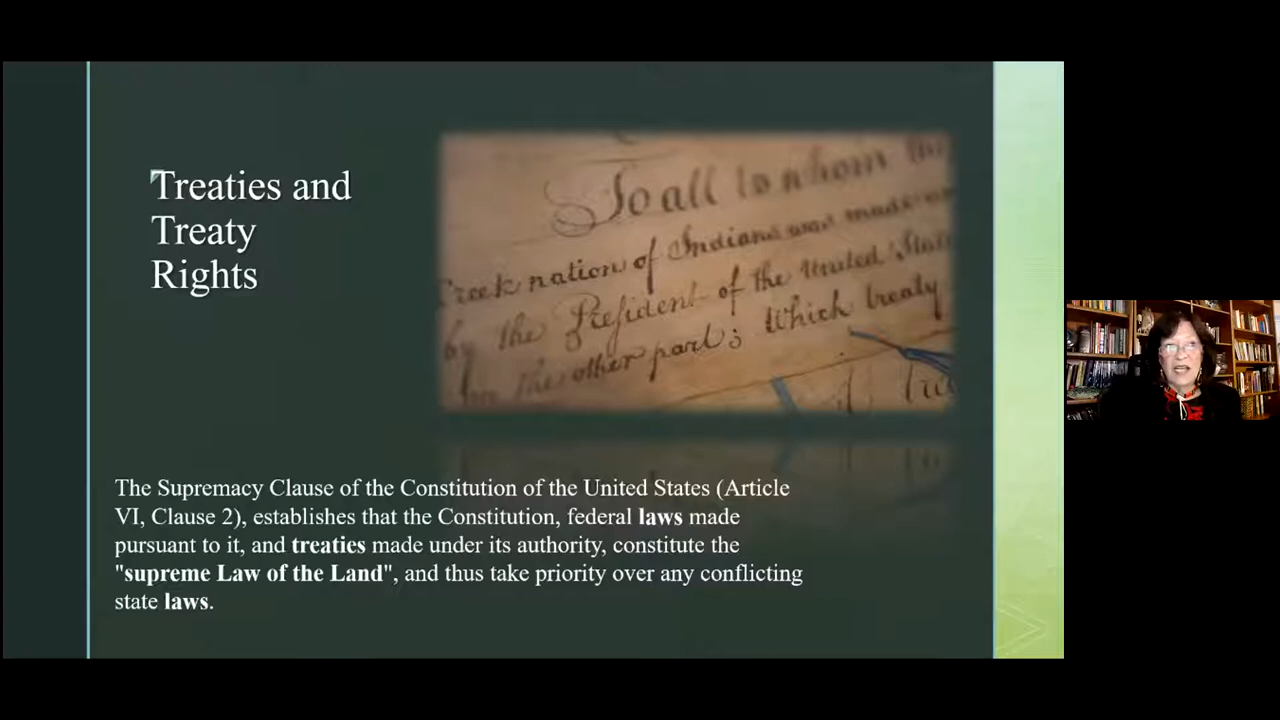 Treaties and
Treaty
Rights
To all to whom
Creek nation of Indians was made
by the President of the United State
on the other part; Which treaty
The Supremacy Clause of the Constitution of the United States (Article
VI, Clause 2), establishes that the Constitution, federal laws made
pursuant to it, and treaties made under its authority, constitute the
"supreme Law of the Land", and thus take priority over any conflicting
state laws.